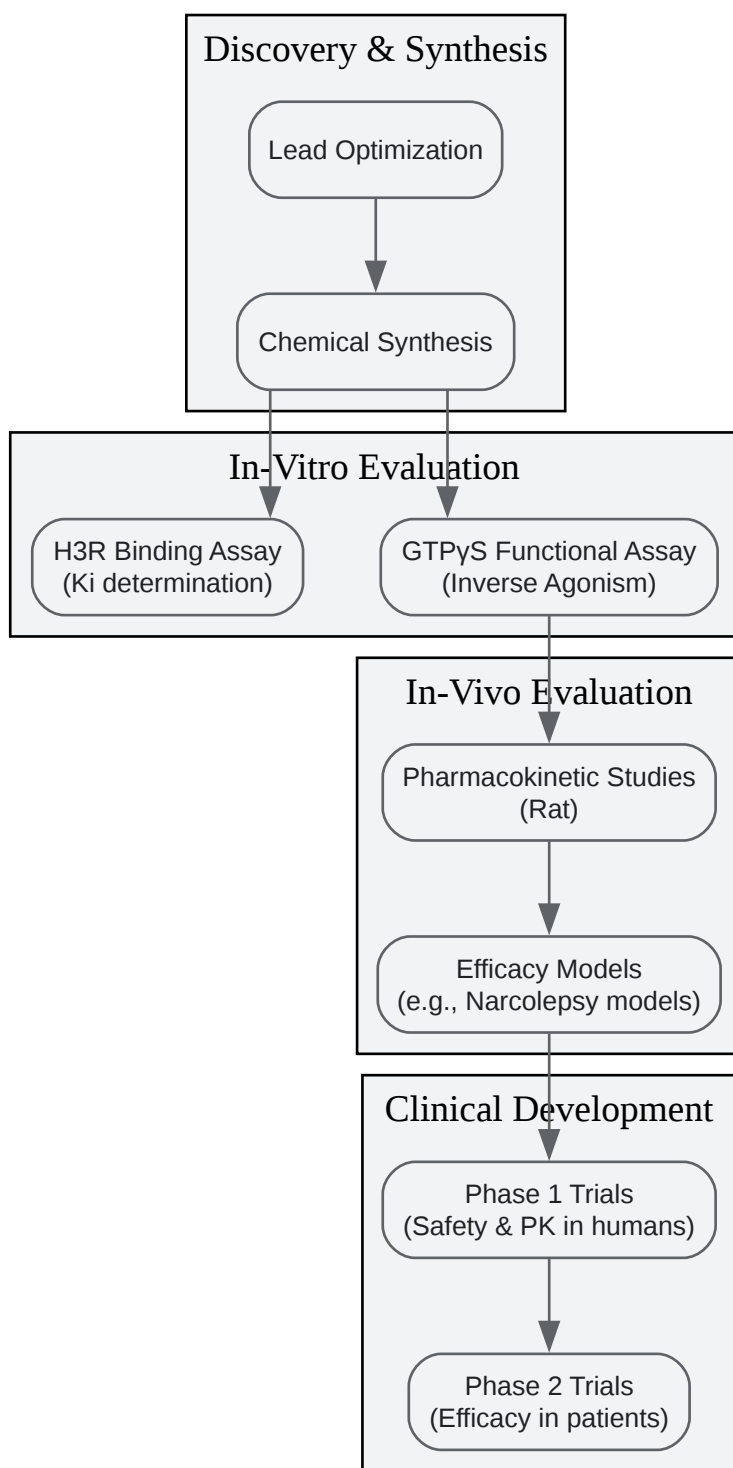 Discovery & Synthesis
Lead Optimization
Chemical Synthesis
In-Vitro Evaluation
H3R Binding Assay
(Ki determination)
GTPγS Functional Assay
(Inverse Agonism)
In-Vivo Evaluation
Pharmacokinetic Studies
(Rat)
Efficacy Models
(e.g., Narcolepsy models)
Clinical Development
Phase 1 Trials
(Safety & PK in humans)
Phase 2 Trials
(Efficacy in patients)